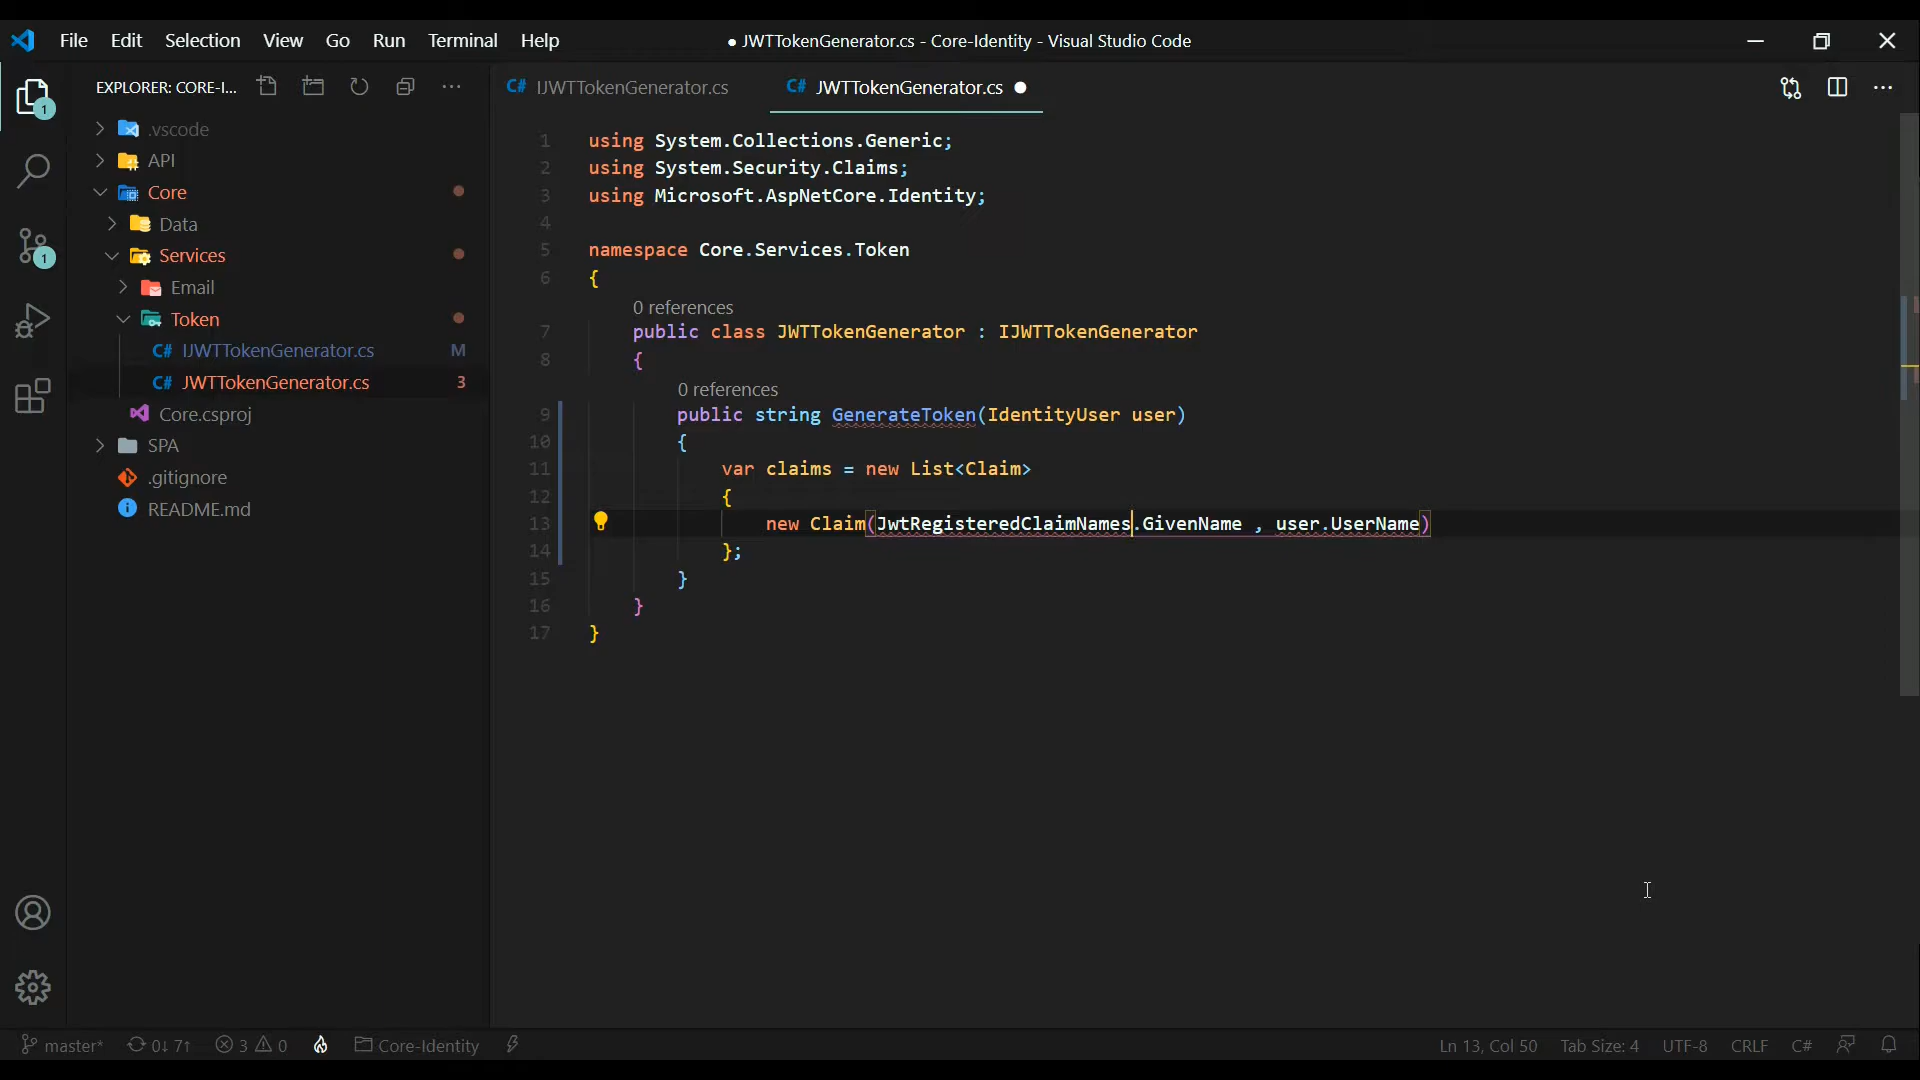 File Edit Selection View Go Run Terminal Help
● JWTTokenGenerator.cs - Core-Identity - Visual Studio Code
EXPLORER: CORE-I...
1
.vscode
API
Core
Data
Services
Email
Token
C# IJWTTokenGenerator.cs M
C# JWTTokenGenerator.cs 3
Core.csproj
SPA
.gitignore
README.md
1
C# IJWTTokenGenerator.cs
C# JWTTokenGenerator.cs ●
1 using System.Collections.Generic;
2 using System.Security.Claims;
3 using Microsoft.AspNetCore.Identity;
4
5 namespace Core.Services.Token
6 {
0 references
7 public class JWTTokenGenerator : IJWTTokenGenerator
8 {
0 references
9 public string GenerateToken(IdentityUser user)
10 {
11 var claims = new List<Claim>
12 {
13 new Claim(JwtRegisteredClaimNames.GivenName , user.UserName)
14 };
15 }
16 }
17 }
master* 0↓ 7↑ 3 0 Core-Identity
Ln 13, Col 50 Tab Size: 4 UTF-8 CRLF C#